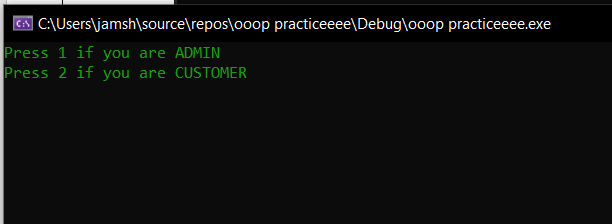 C:\Users\jamsh\source\repos\ooop practiceeee\Debug\ooop practiceeee.exe
Press 1 if you are ADMIN
Press 2 if you are CUSTOMER